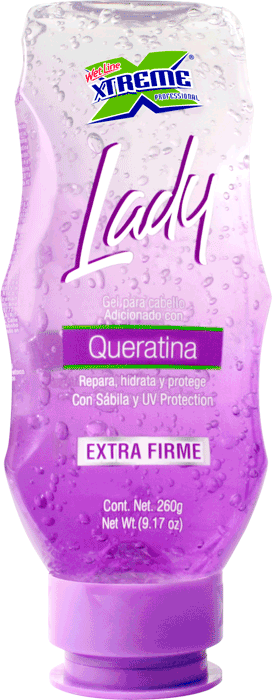 Wet Line
XTREME
PROFESSIONAL
®
Lady
Gel para cabello
Adicionado con:
Queratina
Repara, hidrata y protege
Con Sábila y UV Protection
EXTRA FIRME
Cont. Net. 260g
Net Wt. (9.17 oz)